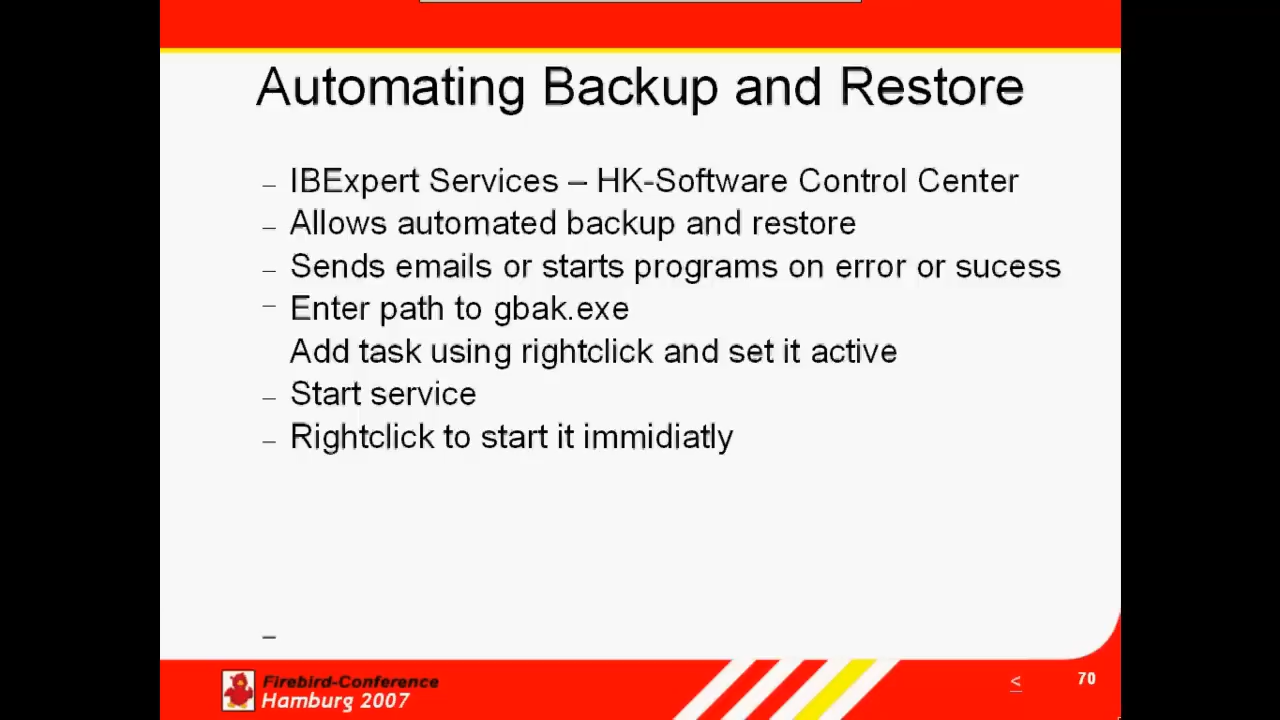 Automating Backup and Restore
– IBExpert Services – HK-Software Control Center
– Allows automated backup and restore
– Sends emails or starts programs on error or sucess
– Enter path to gbak.exe
Add task using rightclick and set it active
– Start service
– Rightclick to start it immidiatly
–
Firebird-Conference
Hamburg 2007
<
70